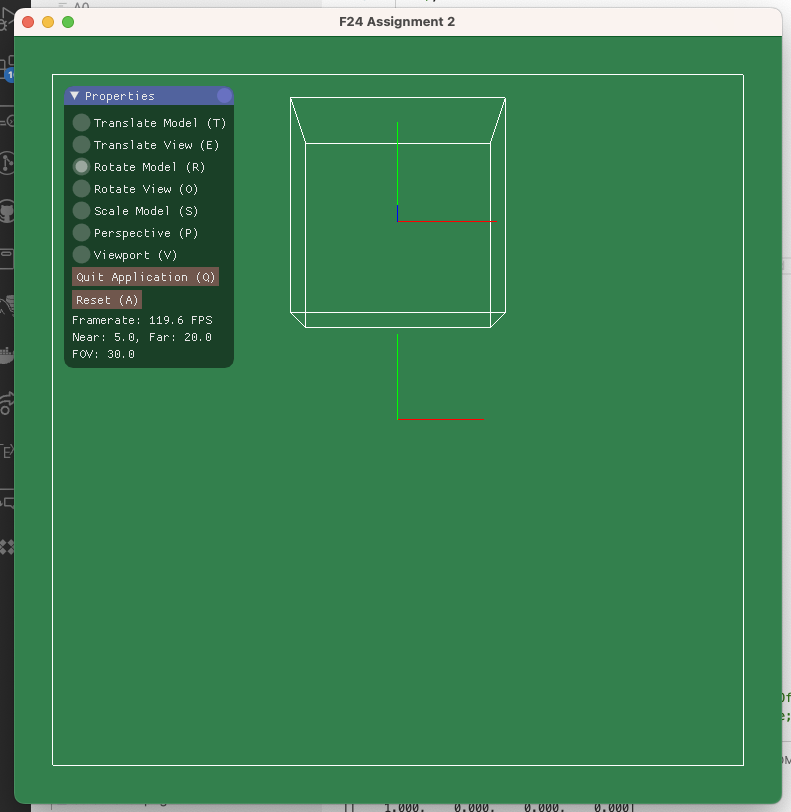 A0
F24 Assignment 2
Properties
Translate Model (T)
Translate View (E)
Rotate Model (R)
Rotate View (O)
Scale Model (S)
Perspective (P)
Viewport (V)
Quit Application (Q)
Reset (A)
Framerate: 119.6 FPS
Near: 5.0, Far: 20.0
FOV: 30.0
1.000, 0.000, 0.000, 0.000]